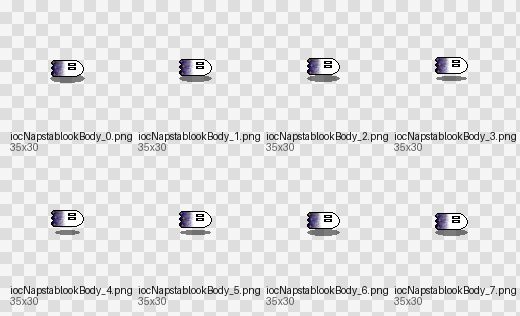 iocNapstablookBody_0.png iocNapstablookBody_1.png iocNapstablookBody_2.png iocNapstablookBody_3.png
35x30 35x30 35x30 35x30
iocNapstablookBody_4.png iocNapstablookBody_5.png iocNapstablookBody_6.png iocNapstablookBody_7.png
35x30 35x30 35x30 35x30